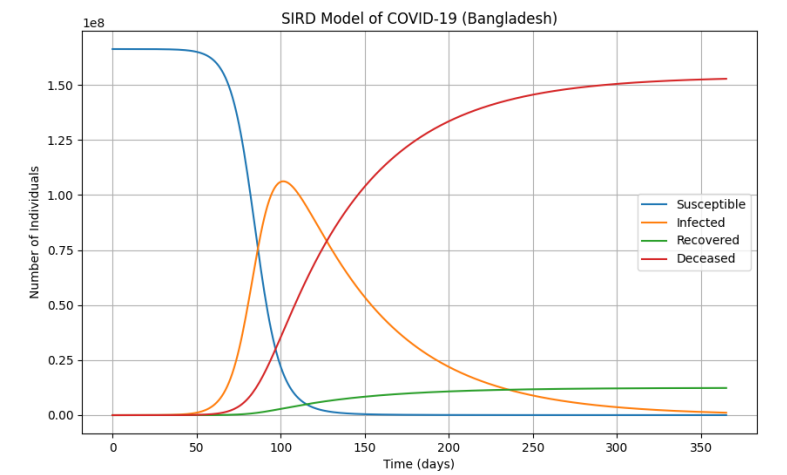 SIRD Model of COVID-19 (Bangladesh)
1e8
1.50
1.25
1.00
0.75
0.50
0.25
0.00
Number of Individuals
Susceptible
Infected
Recovered
Deceased
0 50 100 150 200 250 300 350
Time (days)